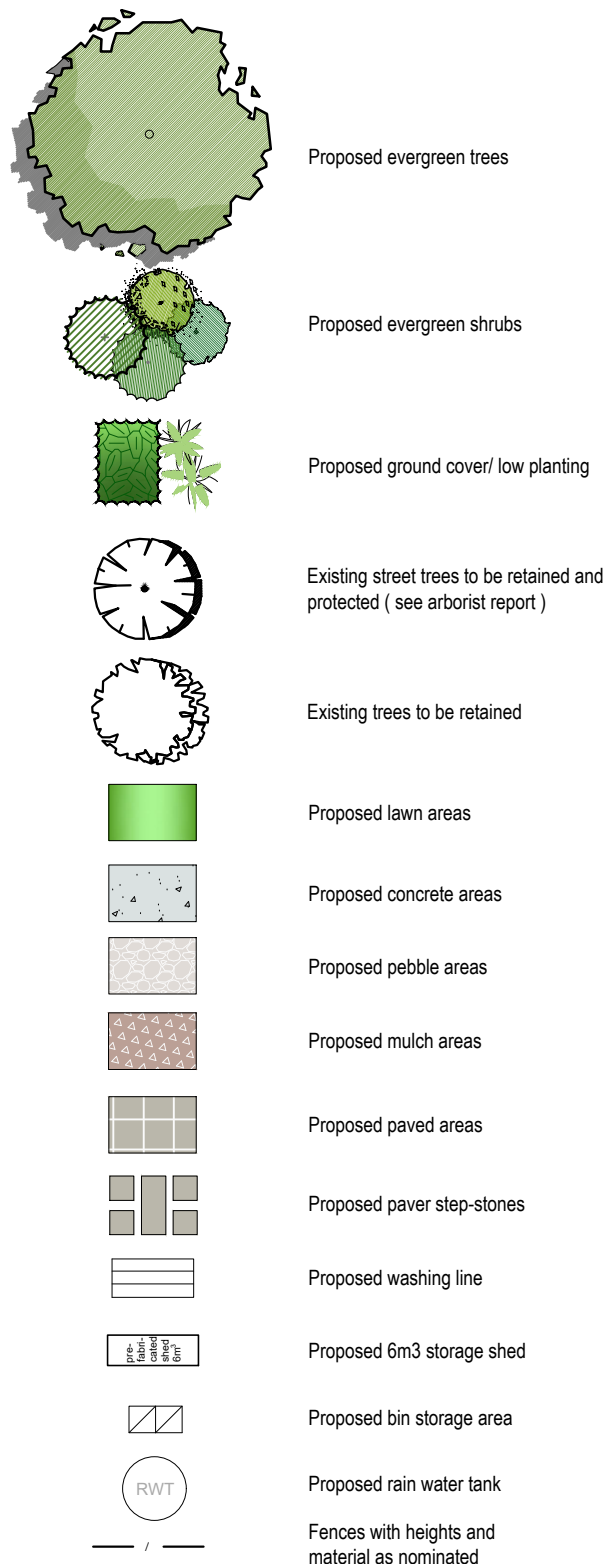 Proposed evergreen trees
Proposed evergreen shrubs
Proposed ground cover/ low planting
Existing street trees to be retained and
protected ( see arborist report )
Existing trees to be retained
Proposed lawn areas
Proposed concrete areas
Proposed pebble areas
Proposed mulch areas
Proposed paved areas
Proposed paver step-stones
Proposed washing line
pre-
fabri-
cated
shed
6m³
Proposed 6m3 storage shed
Proposed bin storage area
RWT
Proposed rain water tank
Fences with heights and
material as nominated